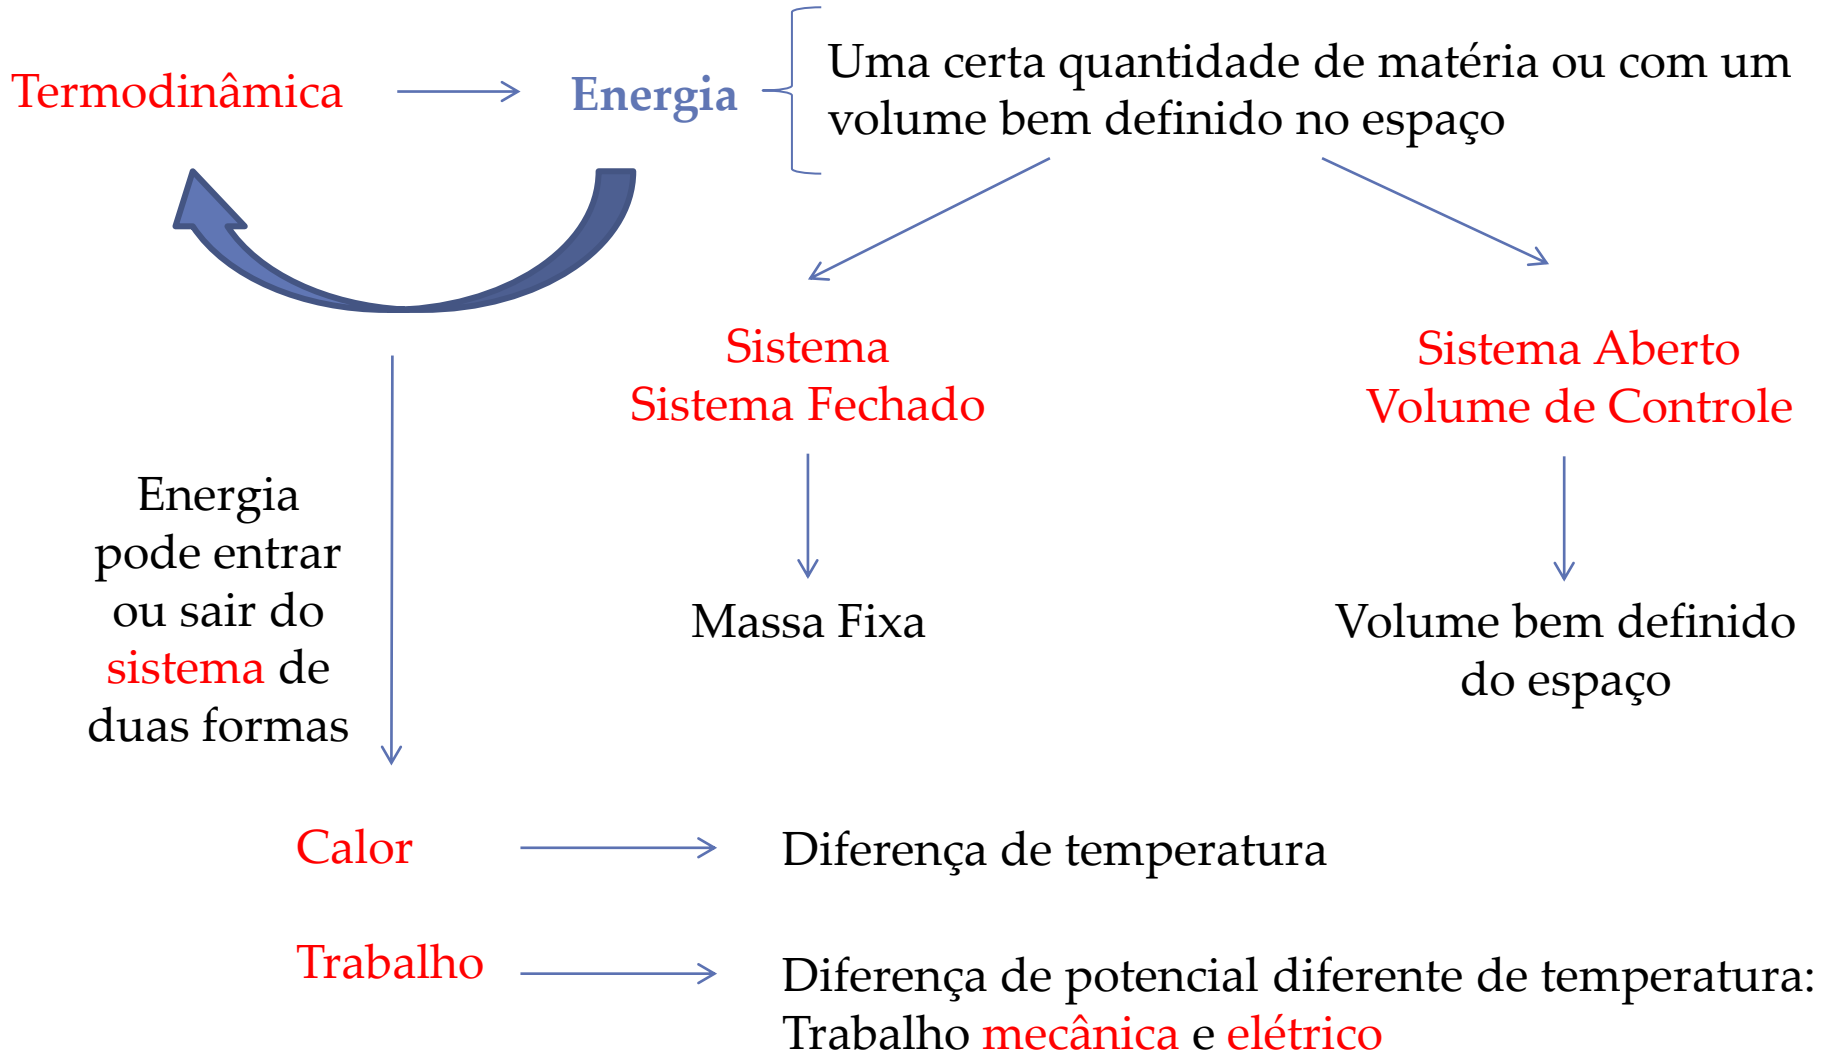 Termodinâmica
Energia
Uma certa quantidade de matéria ou com um
volume bem definido no espaço
Sistema
Sistema Fechado
Sistema Aberto
Volume de Controle
Energia
pode entrar
ou sair do
sistema de
duas formas
Massa Fixa
Volume bem definido
do espaço
Calor
Diferença de temperatura
Trabalho
Diferença de potencial diferente de temperatura:
Trabalho mecânica e elétrico